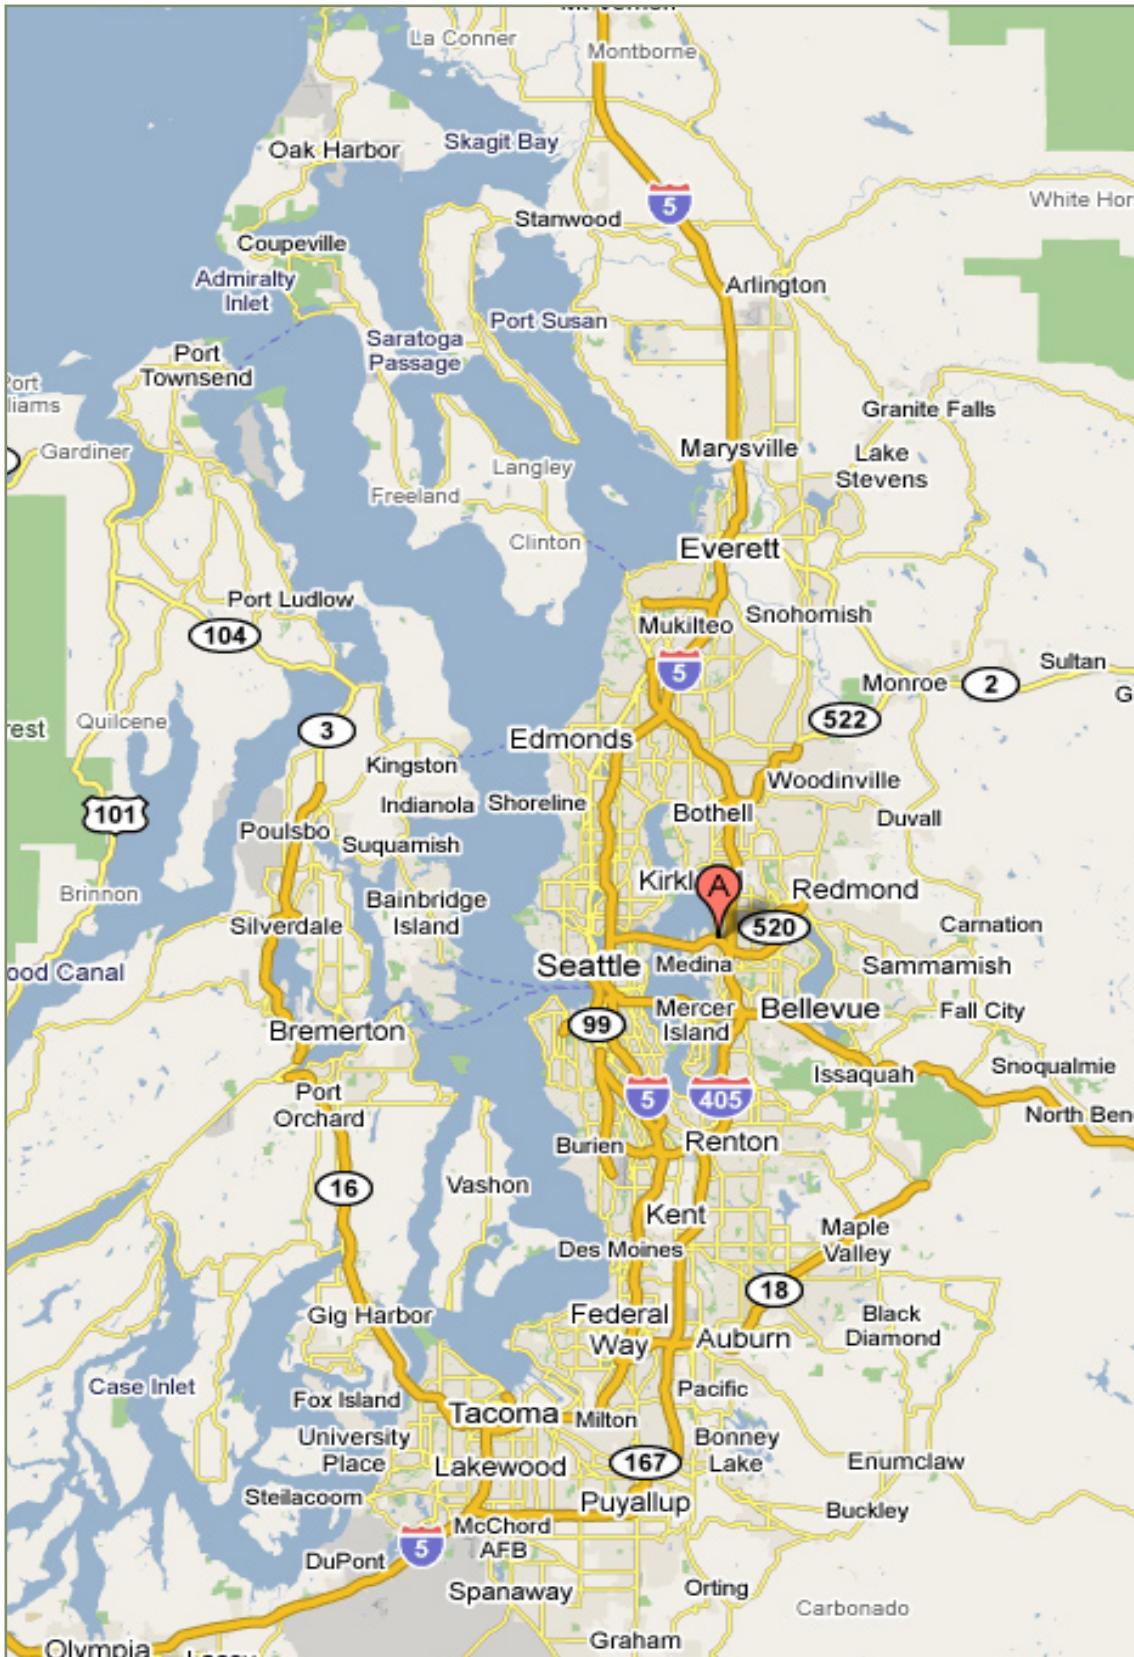 La Conner
Montborne
Skagit Bay
Oak Harbor
5
White Hor
Stanwood
Coupeville
Admiralty
Inlet
Arlington
Port Susan
Saratoga
Passage
Port
Townsend
Port
liams
Granite Falls
Marysville
Lake
Stevens
Gardiner
Langley
Freeland
Clinton
Everett
Port Ludlow
Snohomish
Mukilteo
104
5
Sultan
Monroe
2
G
Quilcene
522
rest
3
Edmonds
Kingston
Woodinville
Indianola
Shoreline
Bothell
101
Duvall
Poulsbo
Suquamish
Kirkl
A
Redmond
Brinnon
Bainbridge
Island
Silverdale
520
Carnation
Seattle
Medina
Sammamish
ood Canal
Mercer
Island
Bellevue
Fall City
99
Bremerton
Snoqualmie
Issaquah
Port
Orchard
5
405
North Ben
Burien
Renton
16
Vashon
Kent
Maple
Valley
Des Moines
18
Gig Harbor
Federal
Way
Black
Diamond
Auburn
Case Inlet
Fox Island
Pacific
Tacoma
Milton
University
Place
Bonney
Lake
Lakewood
167
Enumclaw
Steilacoom
Puyallup
Buckley
McChord
AFB
5
DuPont
Spanaway
Orting
Carbonado
Graham
Olympia